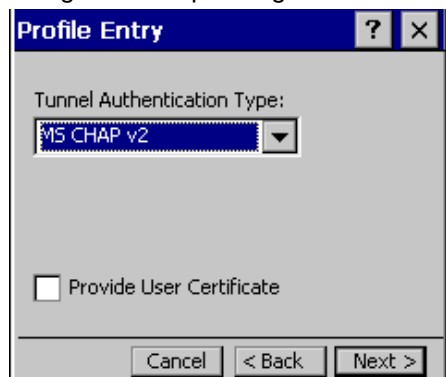 Profile Entry ? ×
Tunnel Authentication Type:
MS CHAP v2
Provide User Certificate
Cancel < Back Next >